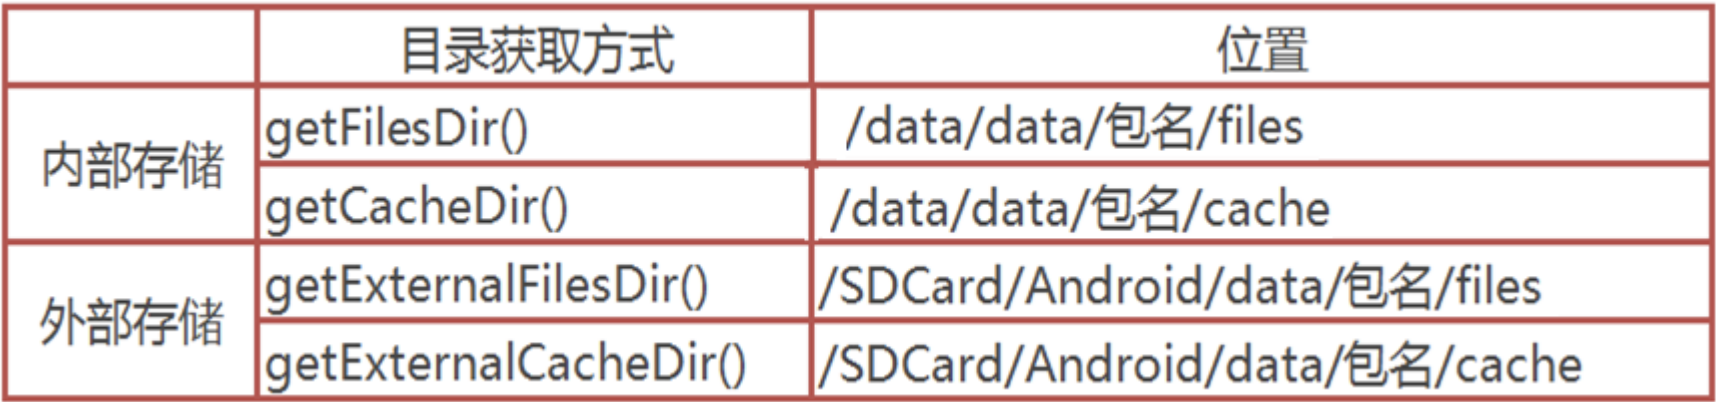 目录获取方式 位置
内部存储
getFilesDir() /data/data/包名/files
getCacheDir() /data/data/包名/cache
外部存储
getExternalFilesDir() /SDCard/Android/data/包名/files
getExternalCacheDir() /SDCard/Android/data/包名/cache